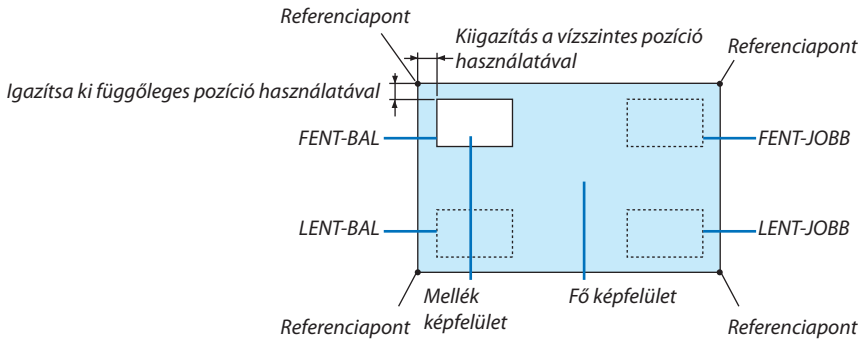 Referenciapont
Kiigazítás a vízszintes pozíció
használatával
Referenciapont
Igazítsa ki függőleges pozíció használatával
FENT-BAL
FENT-JOBB
LENT-BAL
LENT-JOBB
Mellék
képfelület
Fő képfelület
Referenciapont
Referenciapont